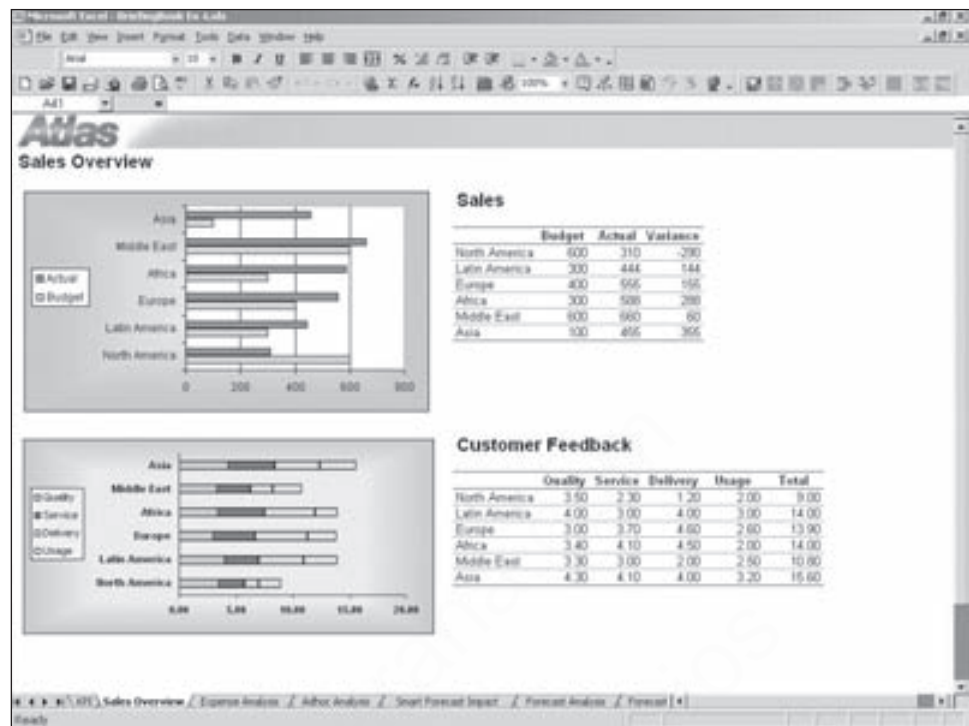 Microsoft Excel - BriefingBook Ex-4.xls
File Edit View Insert Format Tools Data Window Help
Arial 10 B I U
100%
A41 =
Atlas
Sales Overview
Asia
Middle East
Africa
Europe
Latin America
North America
Actual
Budget
0 200 400 600 800
Sales
Budget Actual Variance
North America 600 310 -290
Latin America 300 444 144
Europe 400 555 155
Africa 300 588 288
Middle East 600 660 60
Asia 100 455 355
Asia
Middle East
Africa
Europe
Latin America
North America
Quality
Service
Delivery
Usage
0.00 5.00 10.00 15.00 20.00
Customer Feedback
Quality Service Delivery Usage Total
North America 3.50 2.30 1.20 2.00 9.00
Latin America 4.00 3.00 4.00 3.00 14.00
Europe 3.00 3.70 4.60 2.60 13.90
Africa 3.40 4.10 4.50 2.00 14.00
Middle East 3.30 3.00 2.00 2.50 10.80
Asia 4.30 4.10 4.00 3.20 15.60
KPI Sales Overview Expense Analysis Adhoc Analysis Smart Forecast Impact Forecast Analysis Forecast
Ready